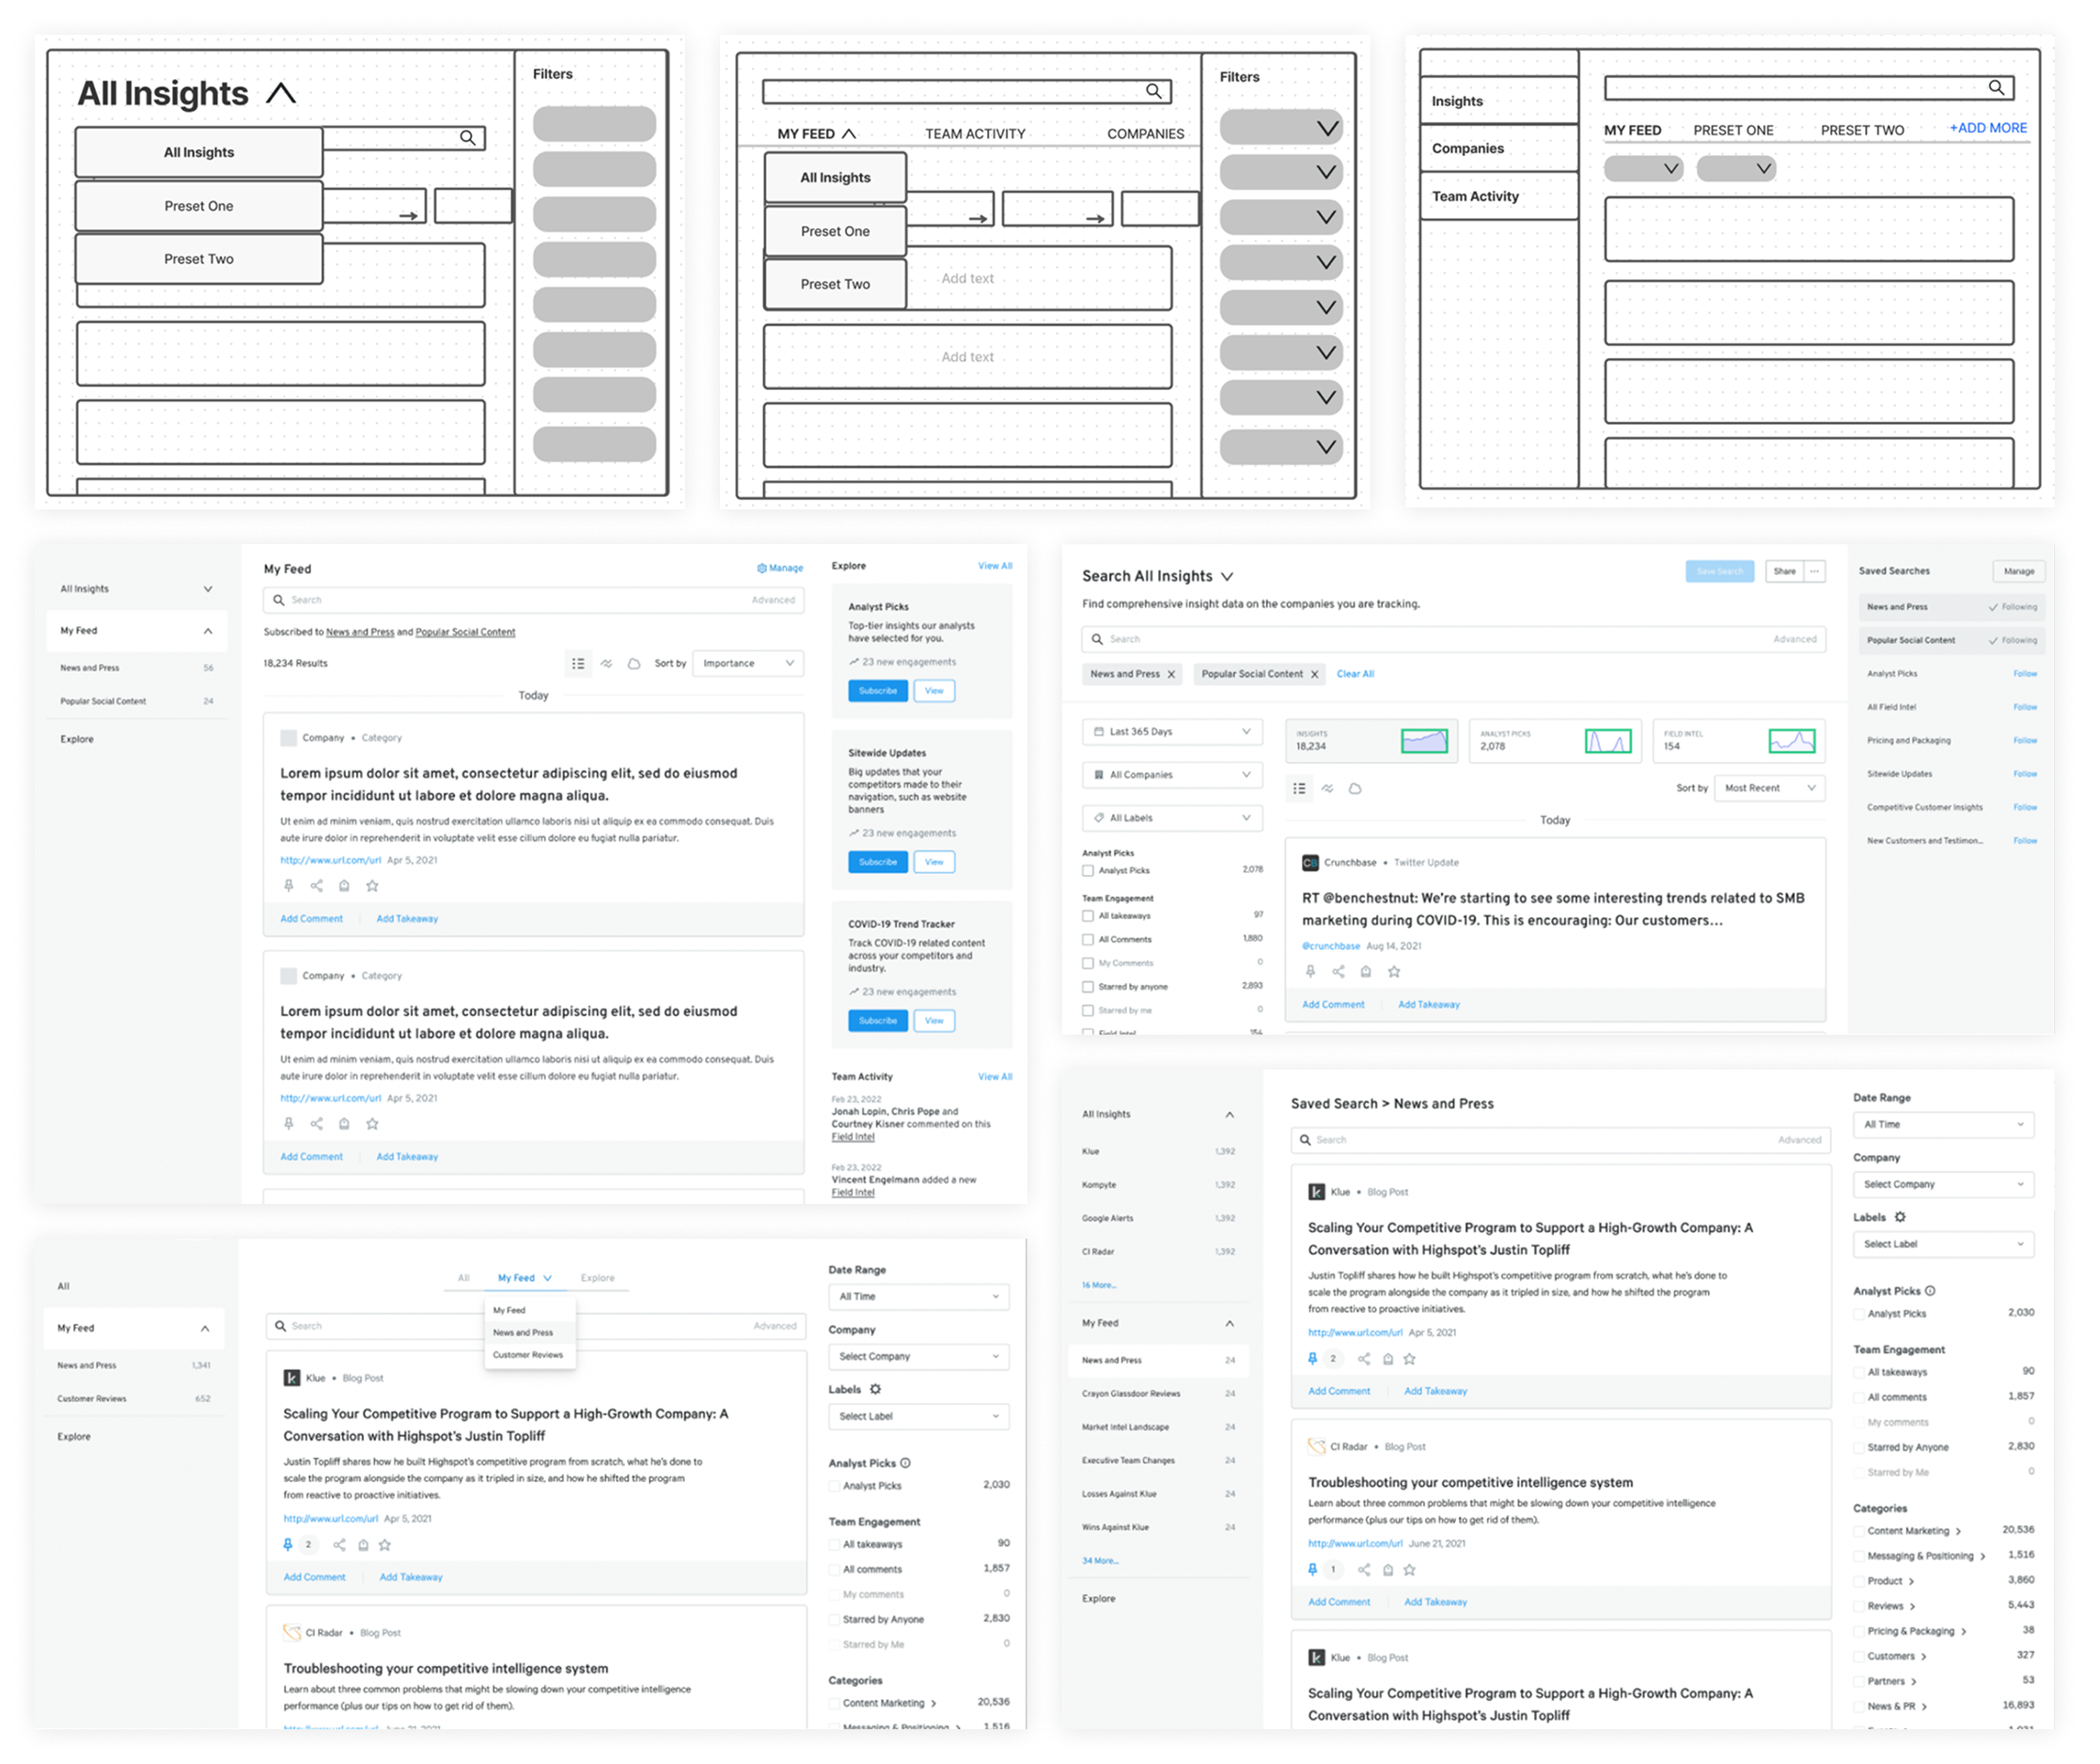 All Insights
Filters
All Insights
Preset One
Preset Two
Filters
MY FEED
TEAM ACTIVITY
COMPANIES
All Insights
Preset One
Add text
Preset Two
Add text
Insights
Companies
Team Activity
MY FEED
PRESET ONE
PRESET TWO
+ADD MORE
All Insights
My Feed
News and Press 56
Popular Social Content 24
Explore
My Feed
Manage
Search
Advanced
Subscribed to News and Press and Popular Social Content
18,234 Results
Sort by
Importance
Today
Company • Category
Lorem ipsum dolor sit amet, consectetur adipiscing elit, sed do eiusmod
tempor incididunt ut labore et dolore magna aliqua.
Ut enim ad minim veniam, quis nostrud exercitation ullamco laboris nisi ut aliquip ex ea commodo consequat. Duis
aute irure dolor in reprehenderit in voluptate velit esse cillum dolore eu fugiat nulla pariatur.
http://www.url.com/url Apr 5, 2021
Add Comment
Add Takeaway
Company • Category
Lorem ipsum dolor sit amet, consectetur adipiscing elit, sed do eiusmod
tempor incididunt ut labore et dolore magna aliqua.
Ut enim ad minim veniam, quis nostrud exercitation ullamco laboris nisi ut aliquip ex ea commodo consequat. Duis
aute irure dolor in reprehenderit in voluptate velit esse cillum dolore eu fugiat nulla pariatur.
http://www.url.com/url Apr 5, 2021
Add Comment
Add Takeaway
Explore
View All
Analyst Picks
Top-tier insights our analysts
have selected for you.
23 new engagements
Subscribe
View
Sitewide Updates
Big updates that your
competitors made to their
navigation, such as website
banners
23 new engagements
Subscribe
View
COVID-19 Trend Tracker
Track COVID-19 related content
across your competitors and
industry.
23 new engagements
Subscribe
View
Team Activity
View All
Feb 23, 2022
Jonah Lopin, Chris Pope and
Courtney Kisner commented on this
Field Intel
Feb 23, 2022
Vincent Engelmann added a new
Field Intel
Search All Insights
Save Search
Share
...
Find comprehensive insight data on the companies you are tracking.
Search
Advanced
News and Press
Popular Social Content
Clear All
Last 365 Days
All Companies
All Labels
Analyst Picks
Analyst Picks 2,078
Team Engagement
All takeaways 97
All Comments 1,880
My Comments 0
Starred by anyone 2,893
Starred by me 0
Field Intel 154
INSIGHTS
18,234
ANALYST PICKS
2,078
FIELD INTEL
154
Sort by
Most Recent
Today
Crunchbase • Twitter Update
RT @benchestnut: We're starting to see some interesting trends related to SMB
marketing during COVID-19. This is encouraging: Our customers...
@crunchbase Aug 14, 2021
Add Comment
Add Takeaway
Saved Searches
Manage
News and Press Following
Popular Social Content Following
Analyst Picks Follow
All Field Intel Follow
Pricing and Packaging Follow
Sitewide Updates Follow
Competitive Customer Insights Follow
New Customers and Testimon... Follow
All
My Feed
News and Press 1,341
Customer Reviews 652
Explore
All
My Feed
Explore
My Feed
News and Press
Customer Reviews
Search
Advanced
Klue • Blog Post
Scaling Your Competitive Program to Support a High-Growth Company: A
Conversation with Highspot's Justin Topliff
Justin Topliff shares how he built Highspot's competitive program from scratch, what he's done to
scale the program alongside the company as it tripled in size, and how he shifted the program
from reactive to proactive initiatives.
http://www.url.com/url Apr 5, 2021
2
Add Comment
Add Takeaway
CI Radar • Blog Post
Troubleshooting your competitive intelligence system
Learn about three common problems that might be slowing down your competitive intelligence
performance (plus our tips on how to get rid of them).
Date Range
All Time
Company
Select Company
Labels
Select Label
Analyst Picks
Analyst Picks 2,030
Team Engagement
All takeaways 90
All comments 1,857
My comments 0
Starred by Anyone 2,830
Starred by Me 0
Categories
Content Marketing 20,536
Messaging & Positioning 1,516
All Insights
Klue 1,392
Kompyte 1,392
Google Alerts 1,392
CI Radar 1,392
16 More...
My Feed
News and Press 24
Crayon Glassdoor Reviews 24
Market Intel Landscape 24
Executive Team Changes 24
Losses Against Klue 24
Wins Against Klue 24
34 More...
Explore
Saved Search > News and Press
Search
Advanced
Klue • Blog Post
Scaling Your Competitive Program to Support a High-Growth Company: A
Conversation with Highspot's Justin Topliff
Justin Topliff shares how he built Highspot's competitive program from scratch, what he's done to
scale the program alongside the company as it tripled in size, and how he shifted the program
from reactive to proactive initiatives.
http://www.url.com/url Apr 5, 2021
2
Add Comment
Add Takeaway
CI Radar • Blog Post
Troubleshooting your competitive intelligence system
Learn about three common problems that might be slowing down your competitive intelligence
performance (plus our tips on how to get rid of them).
http://www.url.com/url June 21, 2021
1
Add Comment
Add Takeaway
Klue • Blog Post
Scaling Your Competitive Program to Support a High-Growth Company: A
Conversation with Highspot's Justin Topliff
Date Range
All Time
Company
Select Company
Labels
Select Label
Analyst Picks
Analyst Picks 2,030
Team Engagement
All takeaways 90
All comments 1,857
My comments 0
Starred by Anyone 2,830
Starred by Me 0
Categories
Content Marketing 20,536
Messaging & Positioning 1,516
Product 3,860
Reviews 5,443
Pricing & Packaging 38
Customers 327
Partners 53
News & PR 16,893